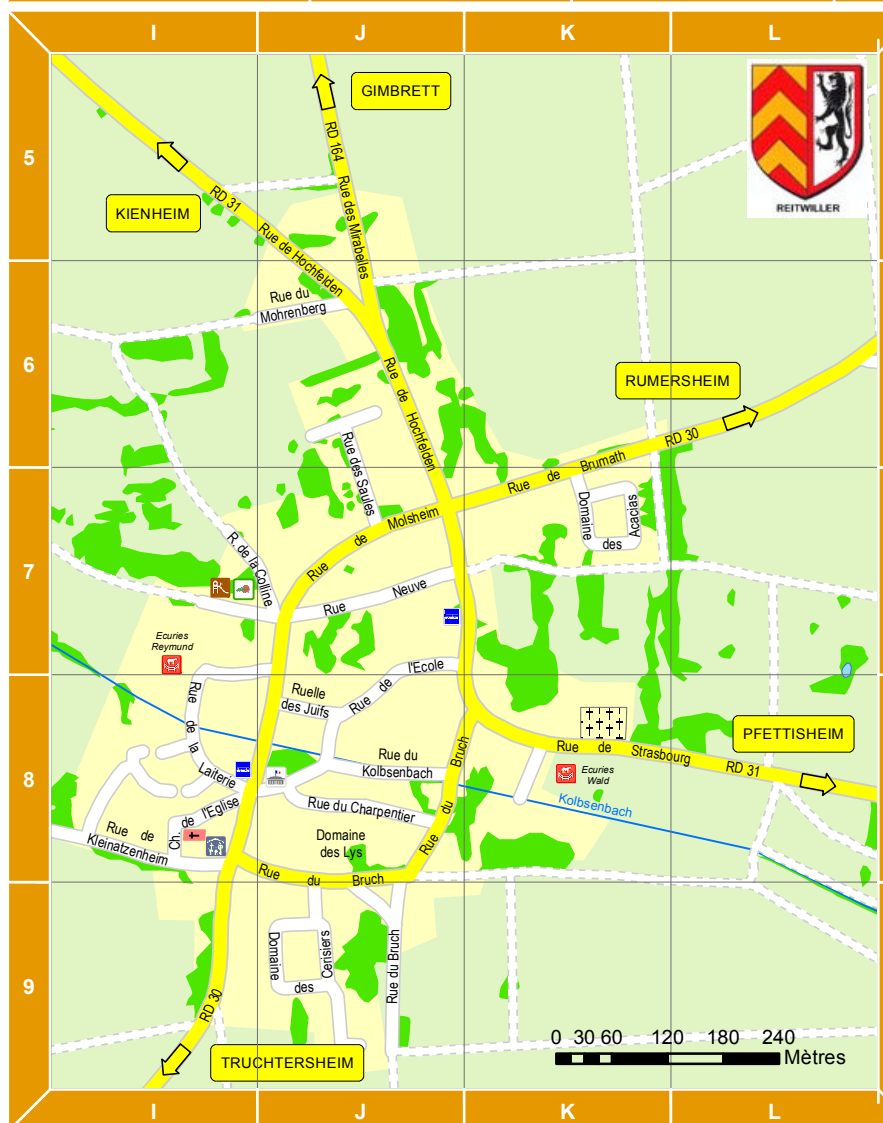 I J K L
5
GIMBRETT
RD 164
Rue des Mirabelles
RD 31
KIENHEIM
Rue de Hochfelden
REITWILLER
6
Rue du
Mohrenberg
Rue de Hochfelden
RUMERSHEIM
RD 30
Rue de Brumath
Rue des Saules
7
Rue de Molsheim
Domaine
des
Acacias
R. de la Colline
Rue Neuve
Ecuries
Reymund
8
Rue de la Laiterie
Ruelle
des Juifs
Rue de l'Ecole
Rue du
Kolbsenbach
Rue du Bruch
Rue de Strasbourg
RD 31
PFETTISHEIM
Ecuries
Wald
Kolbsenbach
Ch. de l'Eglise
Rue du Charpentier
Rue de
Kleinatzenheim
Domaine
des Lys
Rue du Bruch
9
Domaine
des
Cerisiers
Rue du Bruch
RD 30
TRUCHTERSHEIM
0 30 60 120 180 240
Mètres
I J K L
5
6
7
8
9